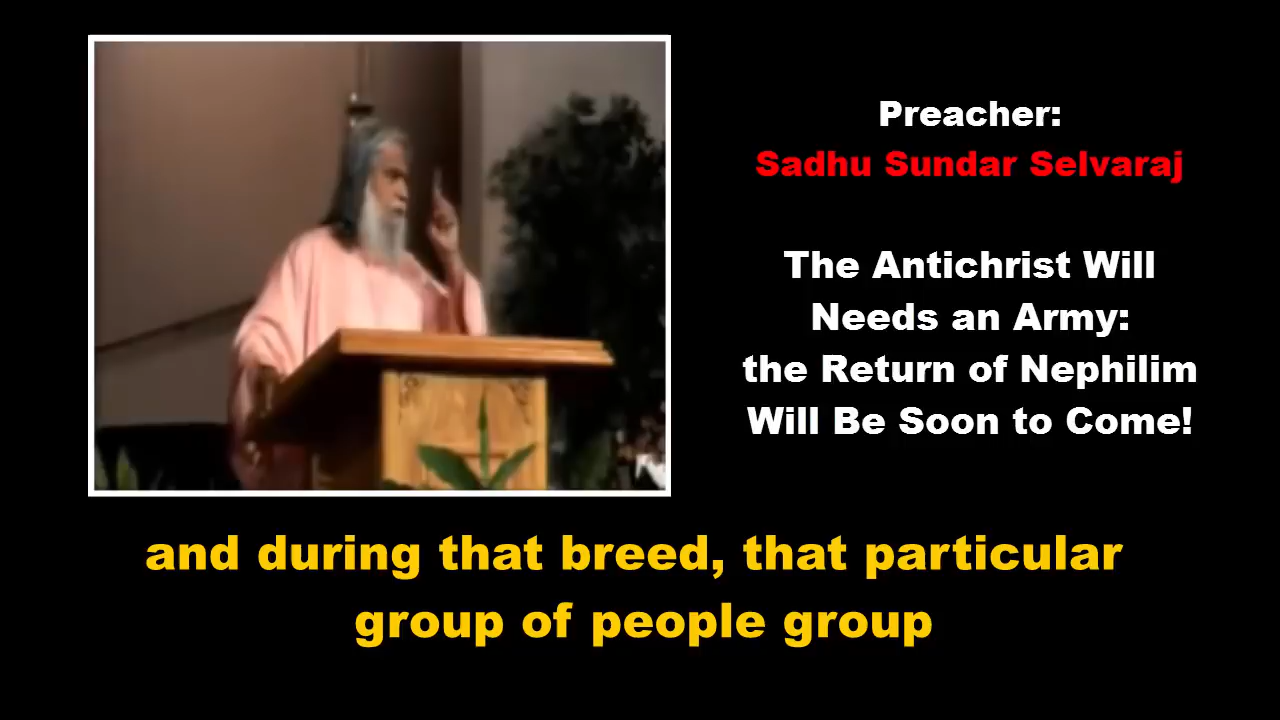 Preacher:
Sadhu Sundar Selvaraj
The Antichrist Will
Needs an Army:
the Return of Nephilim
Will Be Soon to Come!
and during that breed, that particular
group of people group